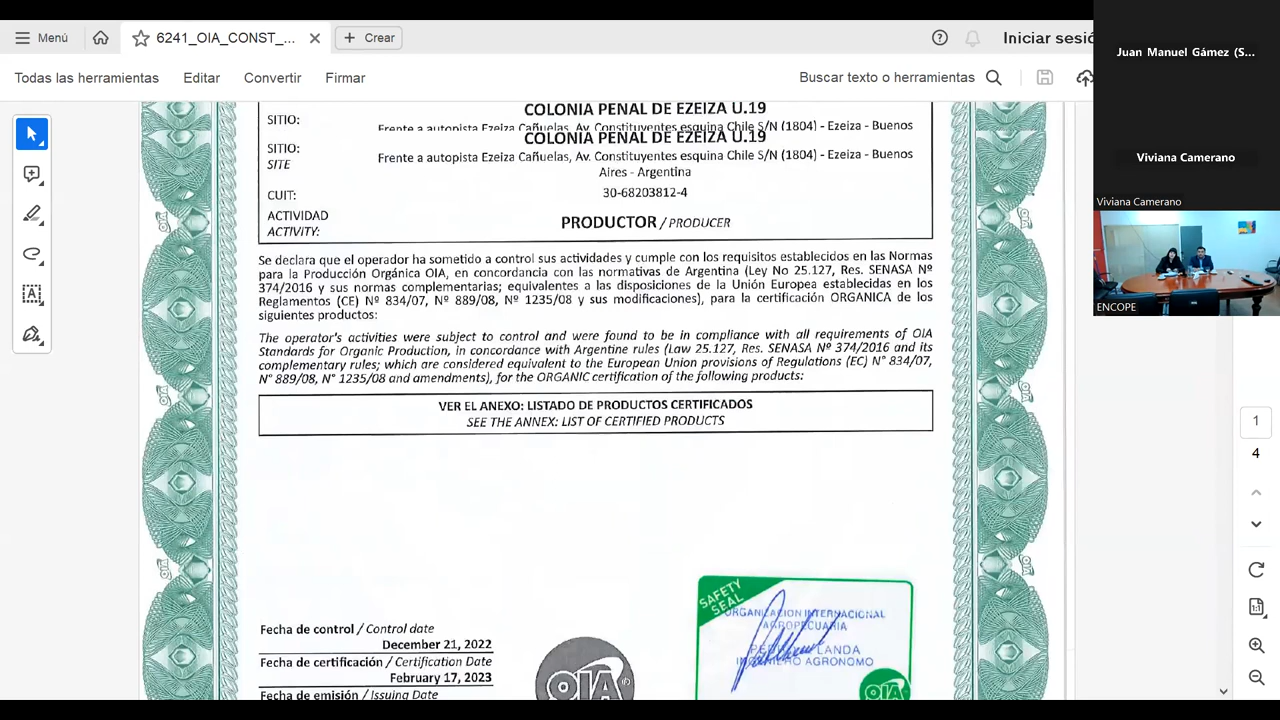 Menú
6241_OIA_CONST_...
Crear
Iniciar sesió
Todas las herramientas
Editar
Convertir
Firmar
Buscar texto o herramientas
SITIO:
COLONIA PENAL DE EZEIZA U.19
Frente a autopista Ezeiza Cañuelas, Av. Constituyentes esquina Chile S/N (1804) - Ezeiza - Buenos
COLONIA PENAL DE EZEIZA U.19
SITIO:
SITE
Frente a autopista Ezeiza Cañuelas, Av. Constituyentes esquina Chile S/N (1804) - Ezeiza - Buenos
Aires - Argentina
CUIT:
30-68203812-4
ACTIVIDAD
ACTIVITY:
PRODUCTOR / PRODUCER
Se declara que el operador ha sometido a control sus actividades y cumple con los requisitos establecidos en las Normas
para la Producción Orgánica OIA, en concordancia con las normativas de Argentina (Ley No 25.127, Res. SENASA Nº
374/2016 y sus normas complementarias; equivalentes a las disposiciones de la Unión Europea establecidas en los
Reglamentos (CE) Nº 834/07, Nº 889/08, Nº 1235/08 y sus modificaciones), para la certificación ORGANICA de los
siguientes productos:
The operator's activities were subject to control and were found to be in compliance with all requirements of OIA
Standards for Organic Production, in concordance with Argentine rules (Law 25.127, Res. SENASA Nº 374/2016 and its
complementary rules; which are considered equivalent to the European Union provisions of Regulations (EC) N° 834/07,
N° 889/08, N° 1235/08 and amendments), for the ORGANIC certification of the following products:
VER EL ANEXO: LISTADO DE PRODUCTOS CERTIFICADOS
SEE THE ANNEX: LIST OF CERTIFIED PRODUCTS
Fecha de control / Control date
December 21, 2022
Fecha de certificación / Certification Date
February 17, 2023
Fecha de emisión / Issuing Date
OIA
SAFETY
SEAL
ORGANIZACION INTERNACIONAL
AGROPECUARIA
LANDA
INGENIERO AGRONOMO
OIA
Juan Manuel Gámez (S...
Viviana Camerano
Viviana Camerano
ENCOPE
1
4